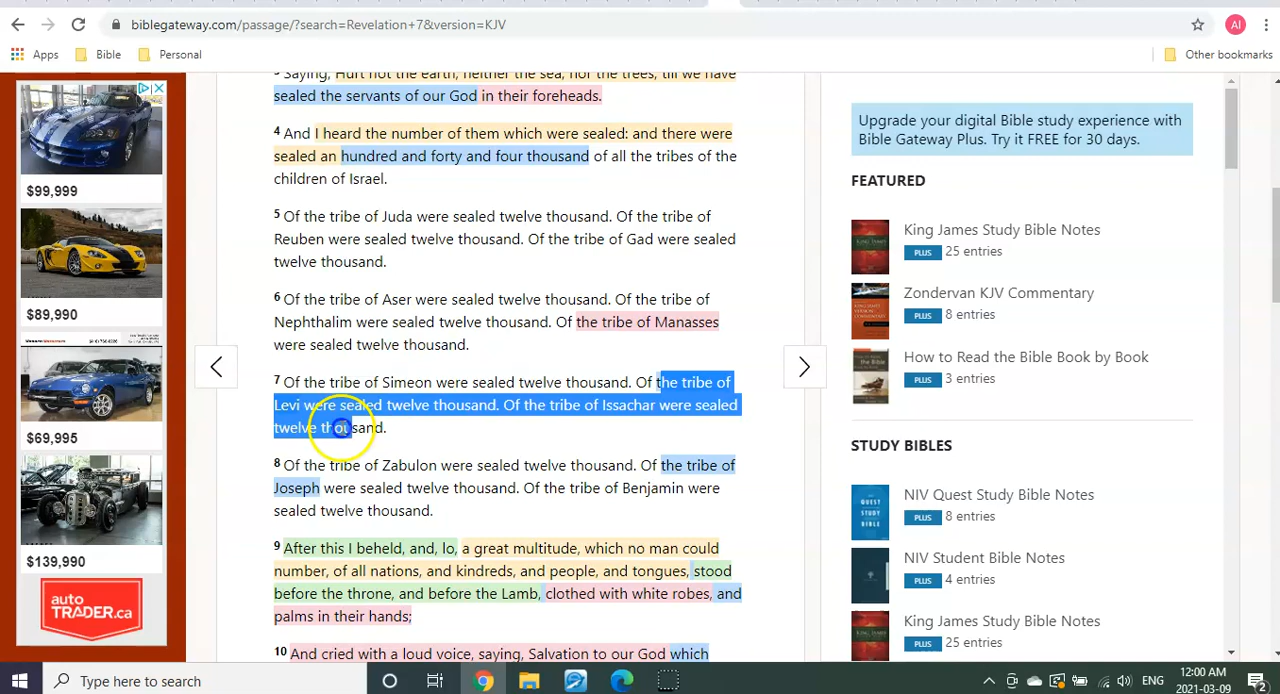 biblegateway.com/passage/?search=Revelation+7&version=KJV
AI
Apps
Bible
Personal
Other bookmarks
$99,999
$89,990
$69,995
$139,990
auto
TRADER.ca
Saying, Hurt not the earth, neither the sea, nor the trees, till we have
sealed the servants of our God in their foreheads.
4 And I heard the number of them which were sealed: and there were
sealed an hundred and forty and four thousand of all the tribes of the
children of Israel.
5 Of the tribe of Juda were sealed twelve thousand. Of the tribe of
Reuben were sealed twelve thousand. Of the tribe of Gad were sealed
twelve thousand.
6 Of the tribe of Aser were sealed twelve thousand. Of the tribe of
Nephthalim were sealed twelve thousand. Of the tribe of Manasses
were sealed twelve thousand.
7 Of the tribe of Simeon were sealed twelve thousand. Of the tribe of
Levi were sealed twelve thousand. Of the tribe of Issachar were sealed
twelve thousand.
8 Of the tribe of Zabulon were sealed twelve thousand. Of the tribe of
Joseph were sealed twelve thousand. Of the tribe of Benjamin were
sealed twelve thousand.
9 After this I beheld, and, lo, a great multitude, which no man could
number, of all nations, and kindreds, and people, and tongues, stood
before the throne, and before the Lamb, clothed with white robes, and
palms in their hands;
10 And cried with a loud voice, saying, Salvation to our God which
Upgrade your digital Bible study experience with
Bible Gateway Plus. Try it FREE for 30 days.
FEATURED
King James Study Bible Notes
PLUS 25 entries
Zondervan KJV Commentary
PLUS 8 entries
How to Read the Bible Book by Book
PLUS 3 entries
STUDY BIBLES
NIV Quest Study Bible Notes
PLUS 8 entries
NIV Student Bible Notes
PLUS 4 entries
King James Study Bible Notes
PLUS 25 entries
Type here to search
ENG
12:00 AM
2021-03-09
2